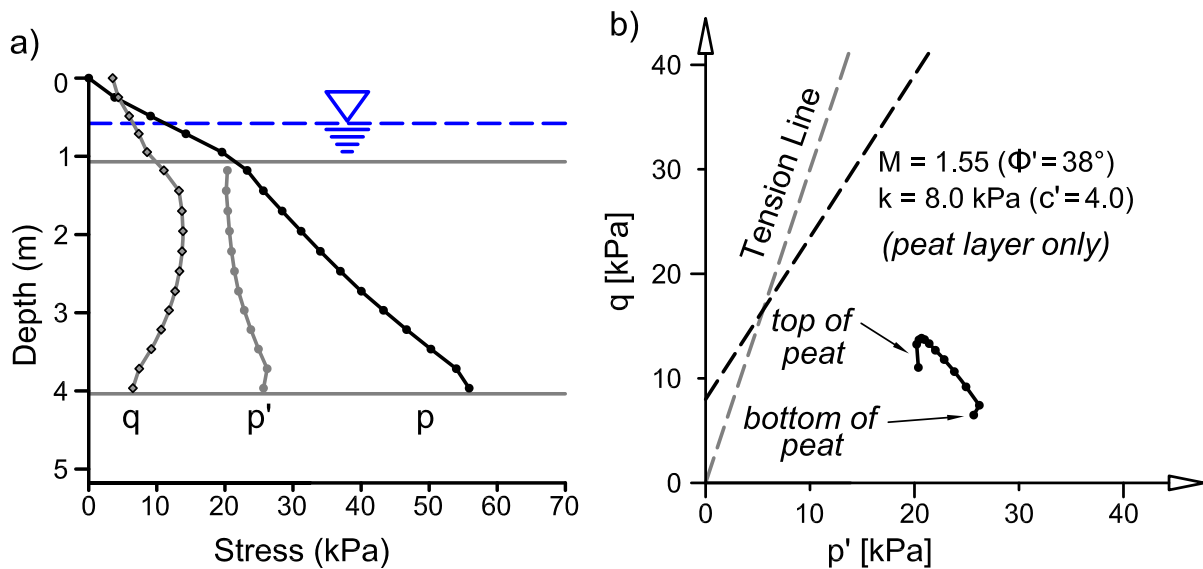 a)
0
1
2
3
4
5
Depth (m)
q
p'
p
0
10
20
30
40
50
60
70
Stress (kPa)
b)
40
30
20
10
0
q [kPa]
Tension Line
M = 1.55 (Φ'= 38°)
k = 8.0 kPa (c'= 4.0)
(peat layer only)
top of
peat
bottom of
peat
0
10
20
30
40
p' [kPa]